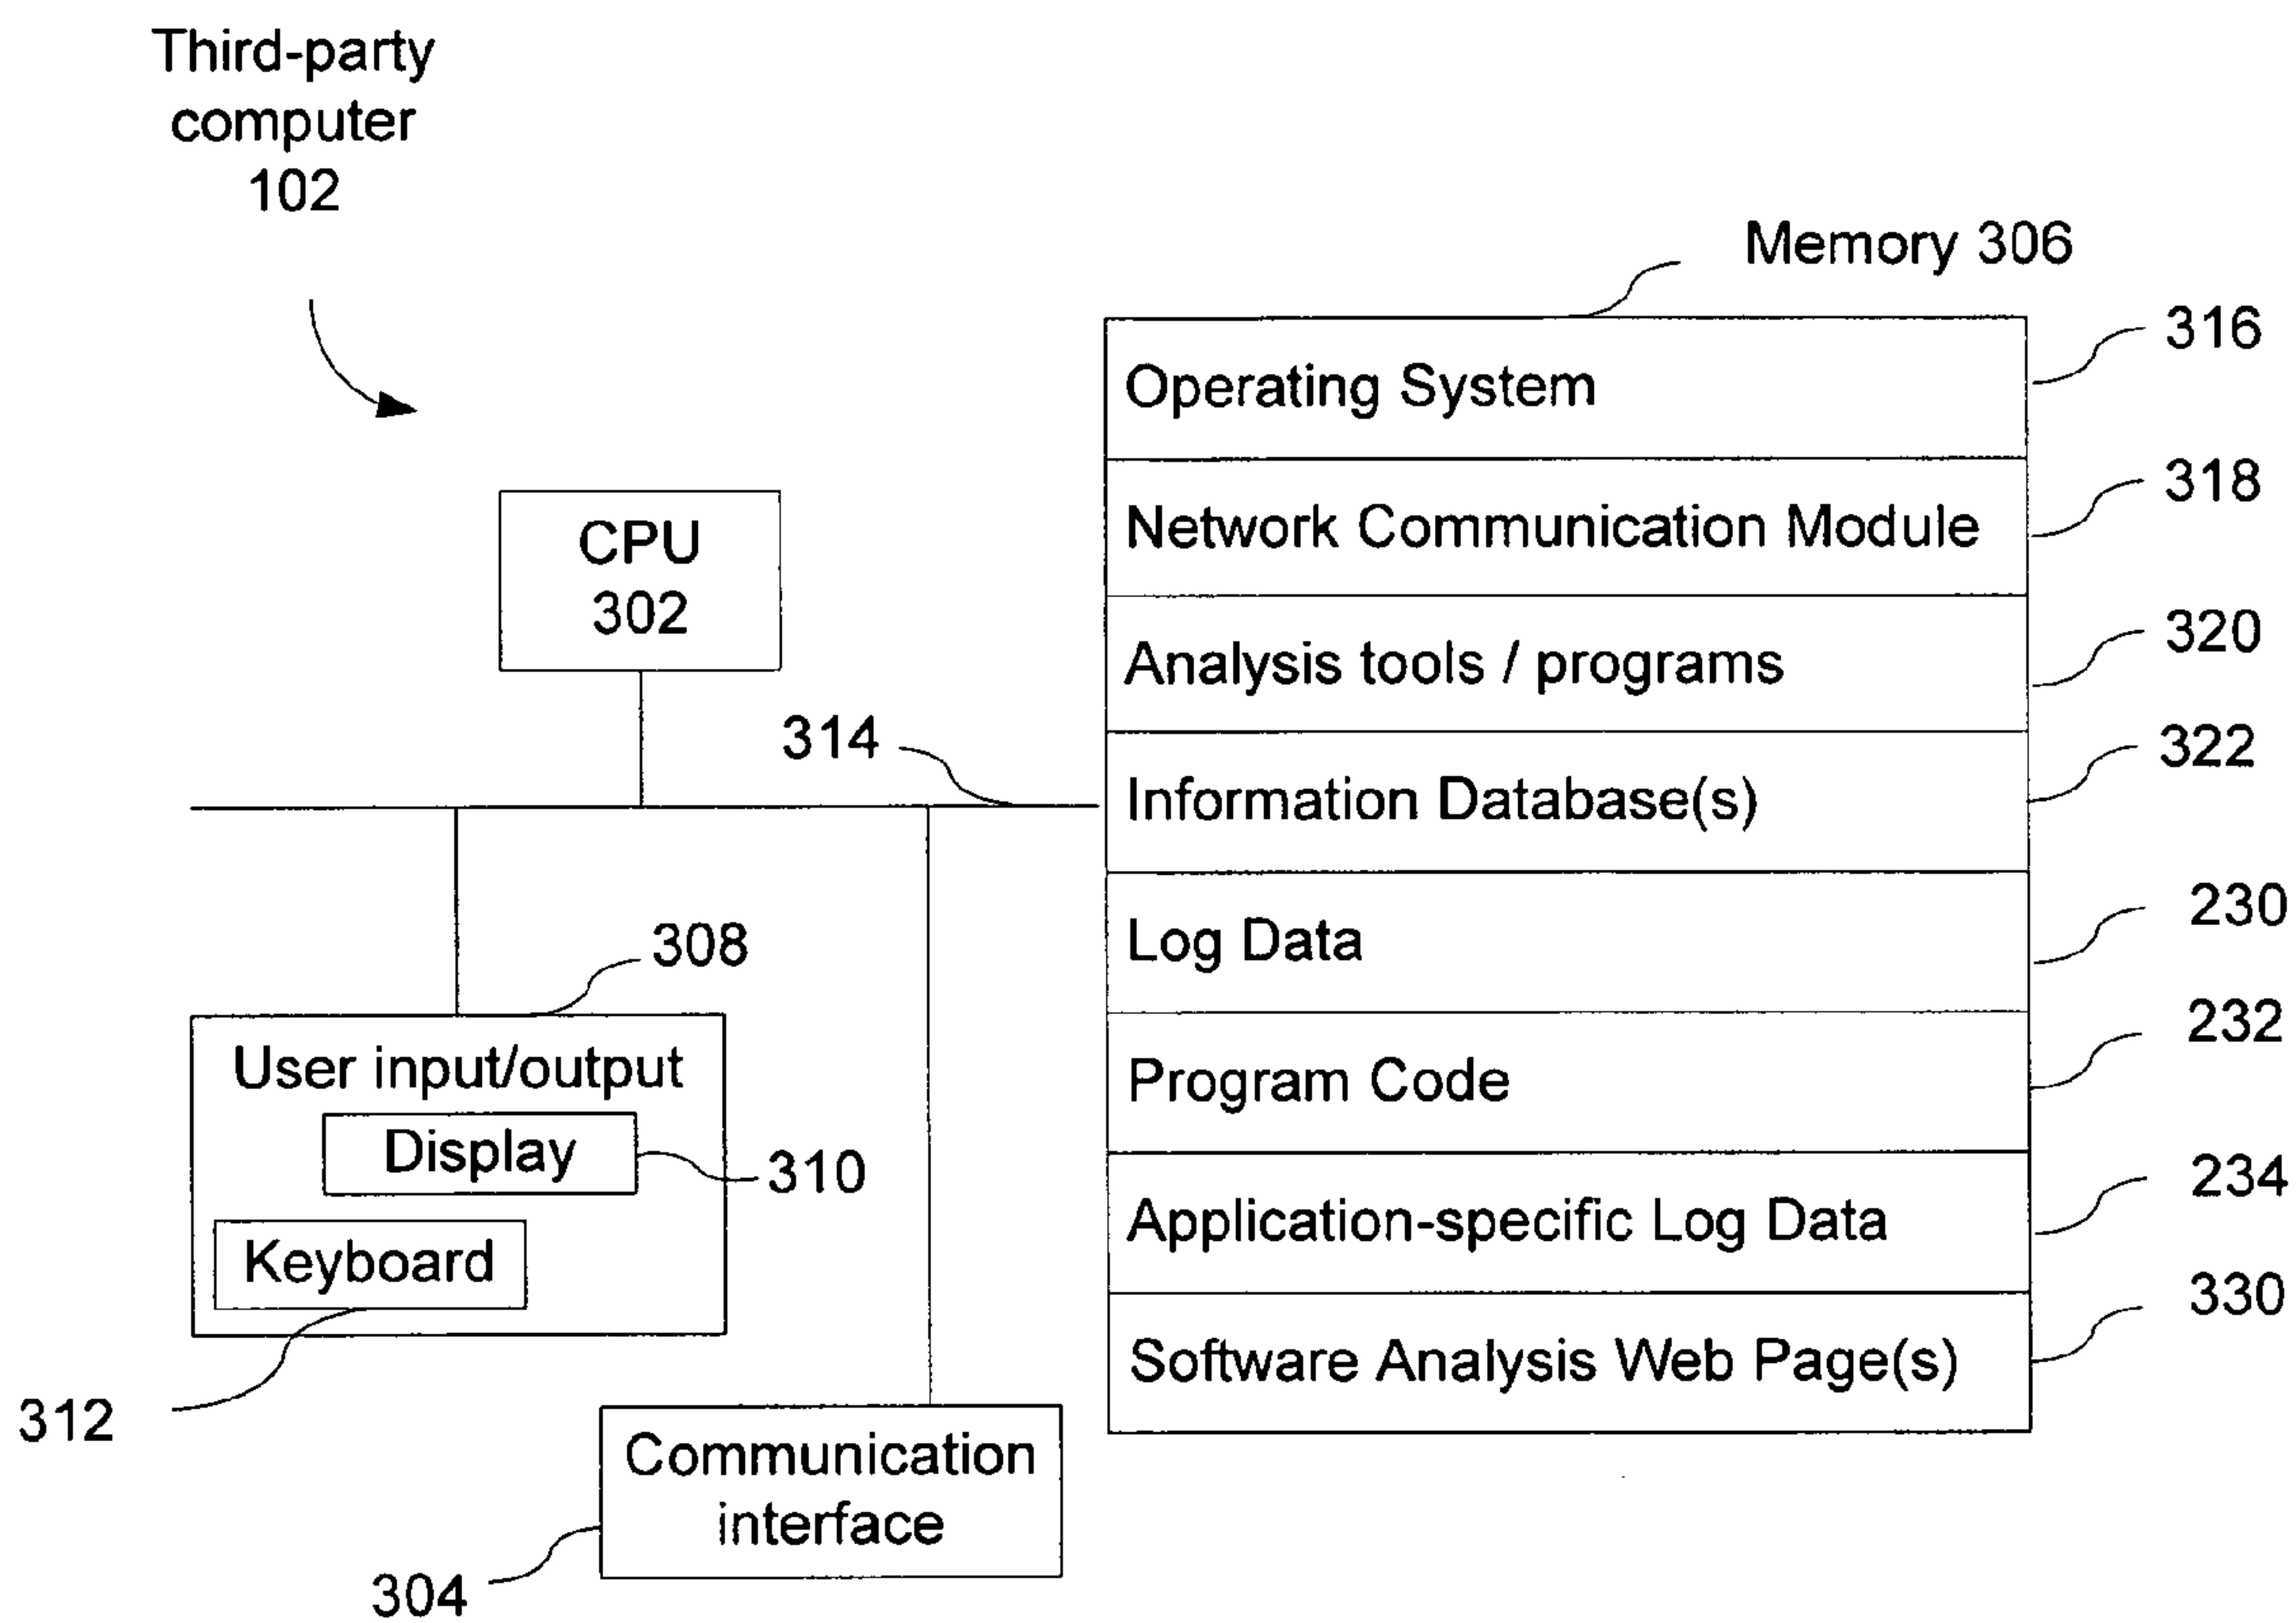 Third-party
computer
102
Memory 306
Operating System
316
Network Communication Module
318
Analysis tools / programs
320
Information Database(s)
322
Log Data
230
Program Code
232
Application-specific Log Data
234
Software Analysis Web Page(s)
330
CPU
302
314
308
User input/output
Display
310
Keyboard
312
Communication
interface
304